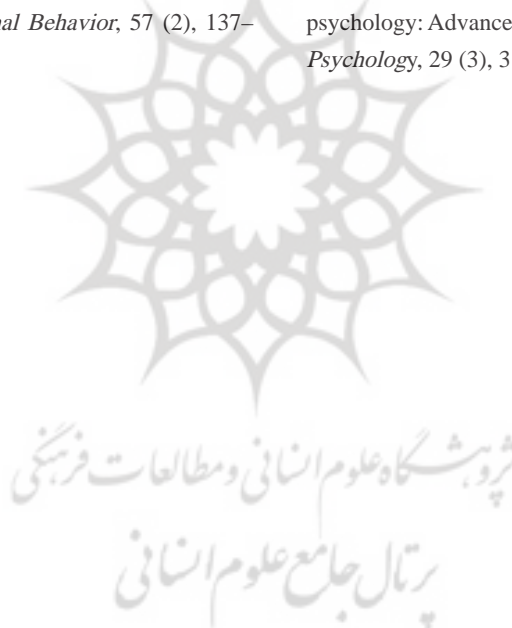 nal Behavior, 57 (2), 137–
psychology: Advance
Psychology, 29 (3), 3
پژوهشگاه علوم انسانی و مطالعات فرهنگی
پرتال جامع علوم انسانی